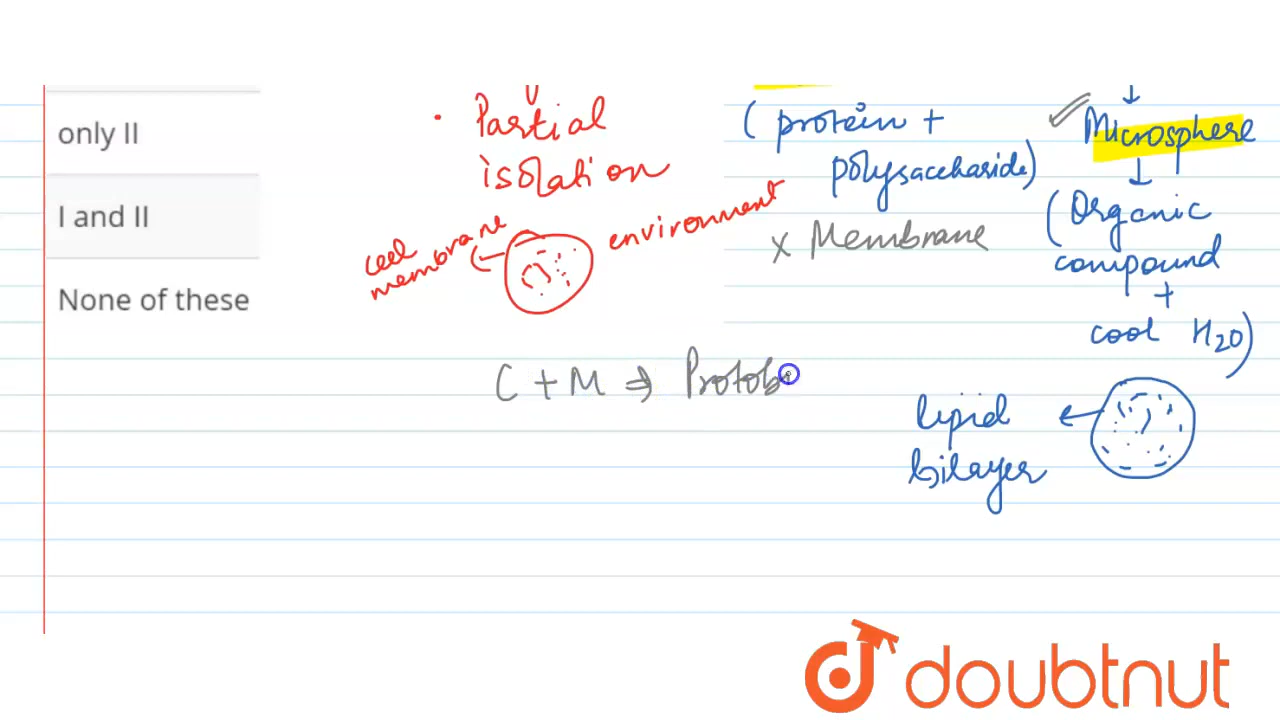 only II
I and II
None of these
• Partial
isolation
cell
membrane
environment
( protein +
polysaccharide)
x Membrane
↓
Microsphere
↓
(Organic
compound
+
cool H2O)
C + M ⇒ Protob
lipid
bilayer
doubtnut